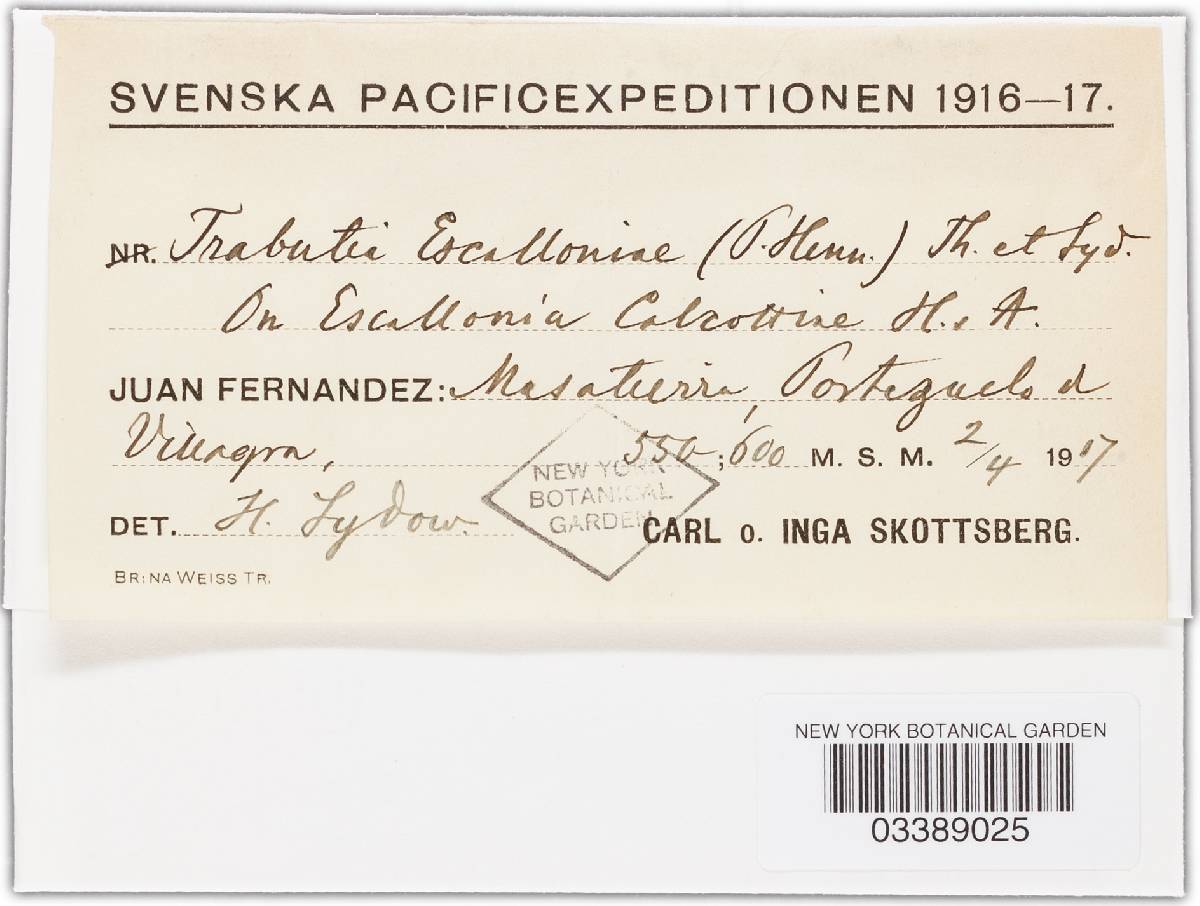 SVENSKA PACIFICEXPEDITIONEN 1916—17.
NR. Trabutia Escalloniae (P. Henn.) Th. et Syd.
On Escallonia Calcottiae H. & A.
JUAN FERNANDEZ: Masatierra, Portezuelo d
Villagra, 550; 600 M. S. M. 2/4 1917
DET. H. Sydow. CARL o. INGA SKOTTSBERG.
BR:NA WEISS TR.
NEW YORK
BOTANICAL
GARDEN
NEW YORK BOTANICAL GARDEN
03389025